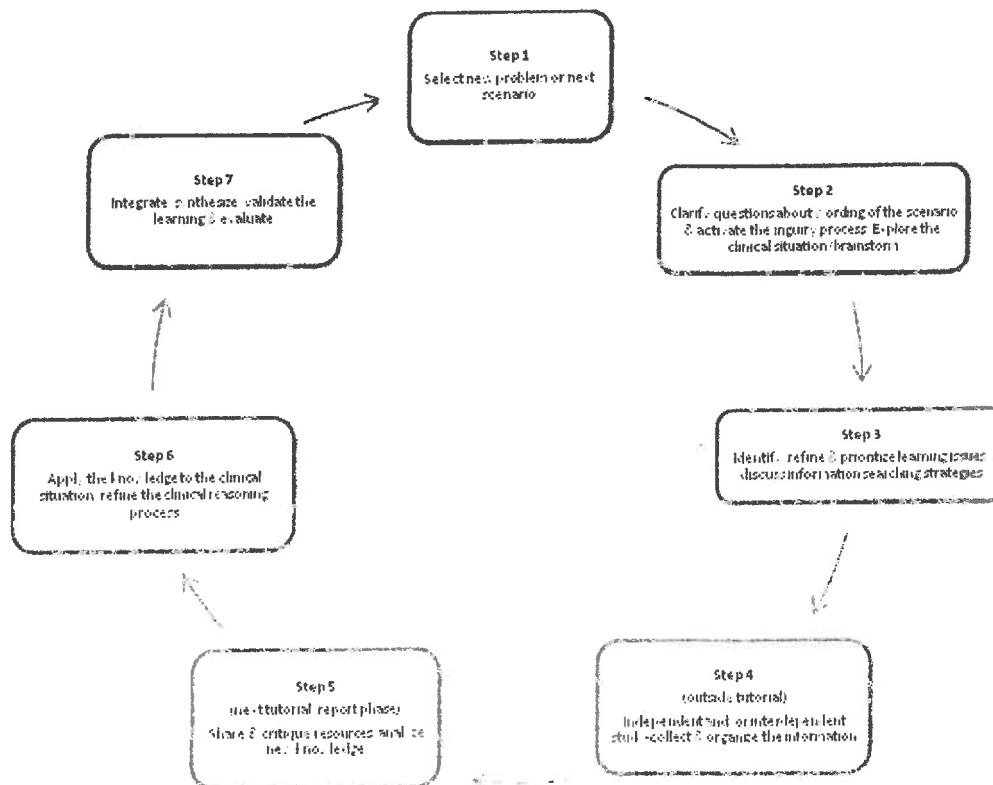 Step 1
Select new problem or next
scenario
Step 2
Clarify questions about wording of the scenario
& activate the inquiry process. Explore the
clinical situation/brainstorm
Step 3
Identify, refine & prioritize learning issues,
discuss information searching strategies
Step 4
(outside tutorial)
Independent and/or interdependent
study-collect & organize the information
Step 5
(next tutorial, report phase)
Share & critique resources, analize
new knowledge
Step 6
Apply the knowledge to the clinical
situation, refine the clinical reasoning
process
Step 7
Integrate, synthesize, validate the
learning & evaluate